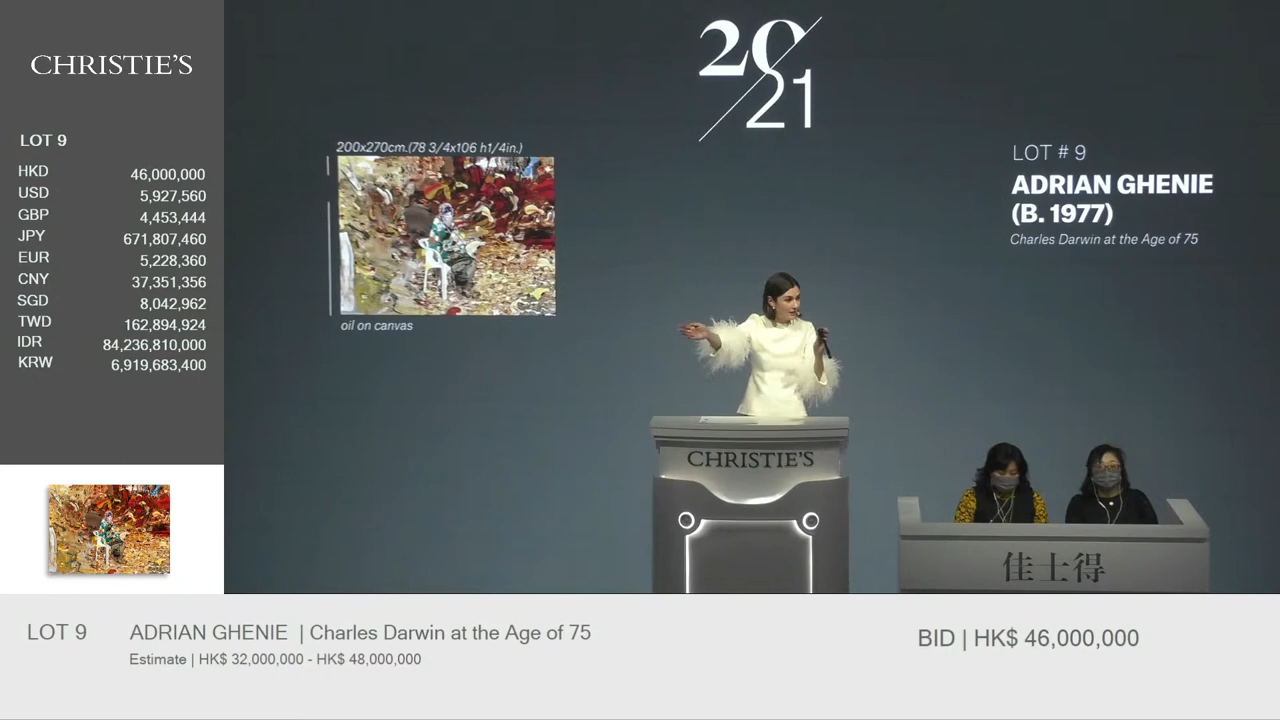 CHRISTIE'S
LOT 9
HKD 46,000,000
USD 5,927,560
GBP 4,453,444
JPY 671,807,460
EUR 5,228,360
CNY 37,351,356
SGD 8,042,962
TWD 162,894,924
IDR 84,236,810,000
KRW 6,919,683,400
20/21
200x270cm.(78 3/4x106 h1/4in.)
oil on canvas
LOT # 9
ADRIAN GHENIE
(B. 1977)
Charles Darwin at the Age of 75
CHRISTIE'S
佳士得
LOT 9
ADRIAN GHENIE | Charles Darwin at the Age of 75
Estimate | HK$ 32,000,000 - HK$ 48,000,000
BID | HK$ 46,000,000